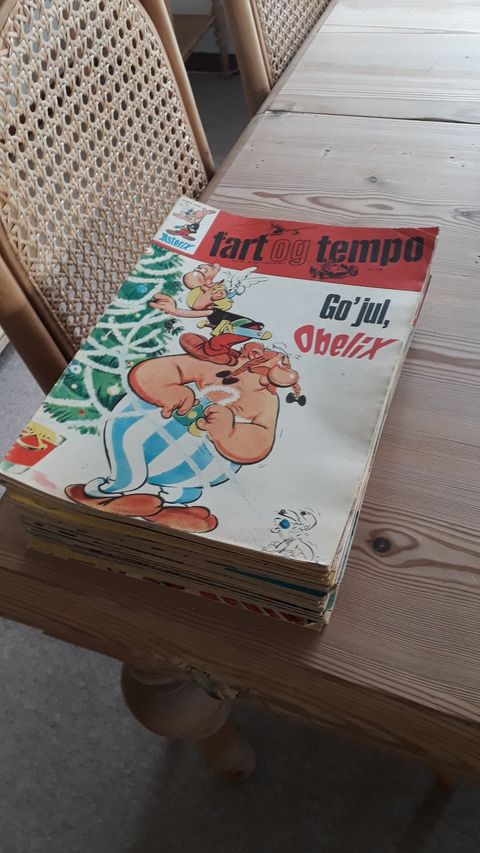 Asterix
fart og tempo
Go'jul,
Obelix